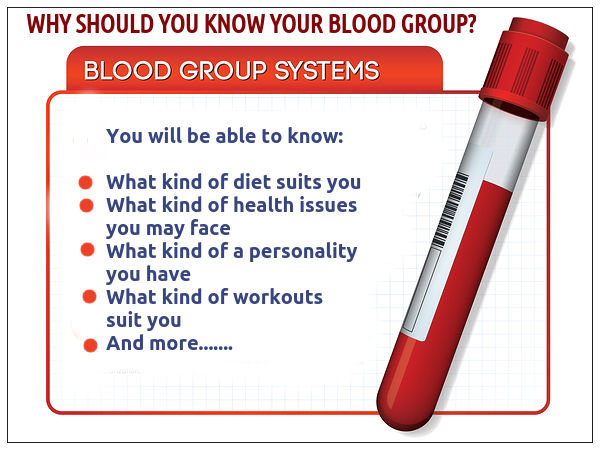 WHY SHOULD YOU KNOW YOUR BLOOD GROUP?
BLOOD GROUP SYSTEMS
You will be able to know:
What kind of diet suits you
What kind of health issues
you may face
What kind of a personality
you have
What kind of workouts
suit you
And more.......